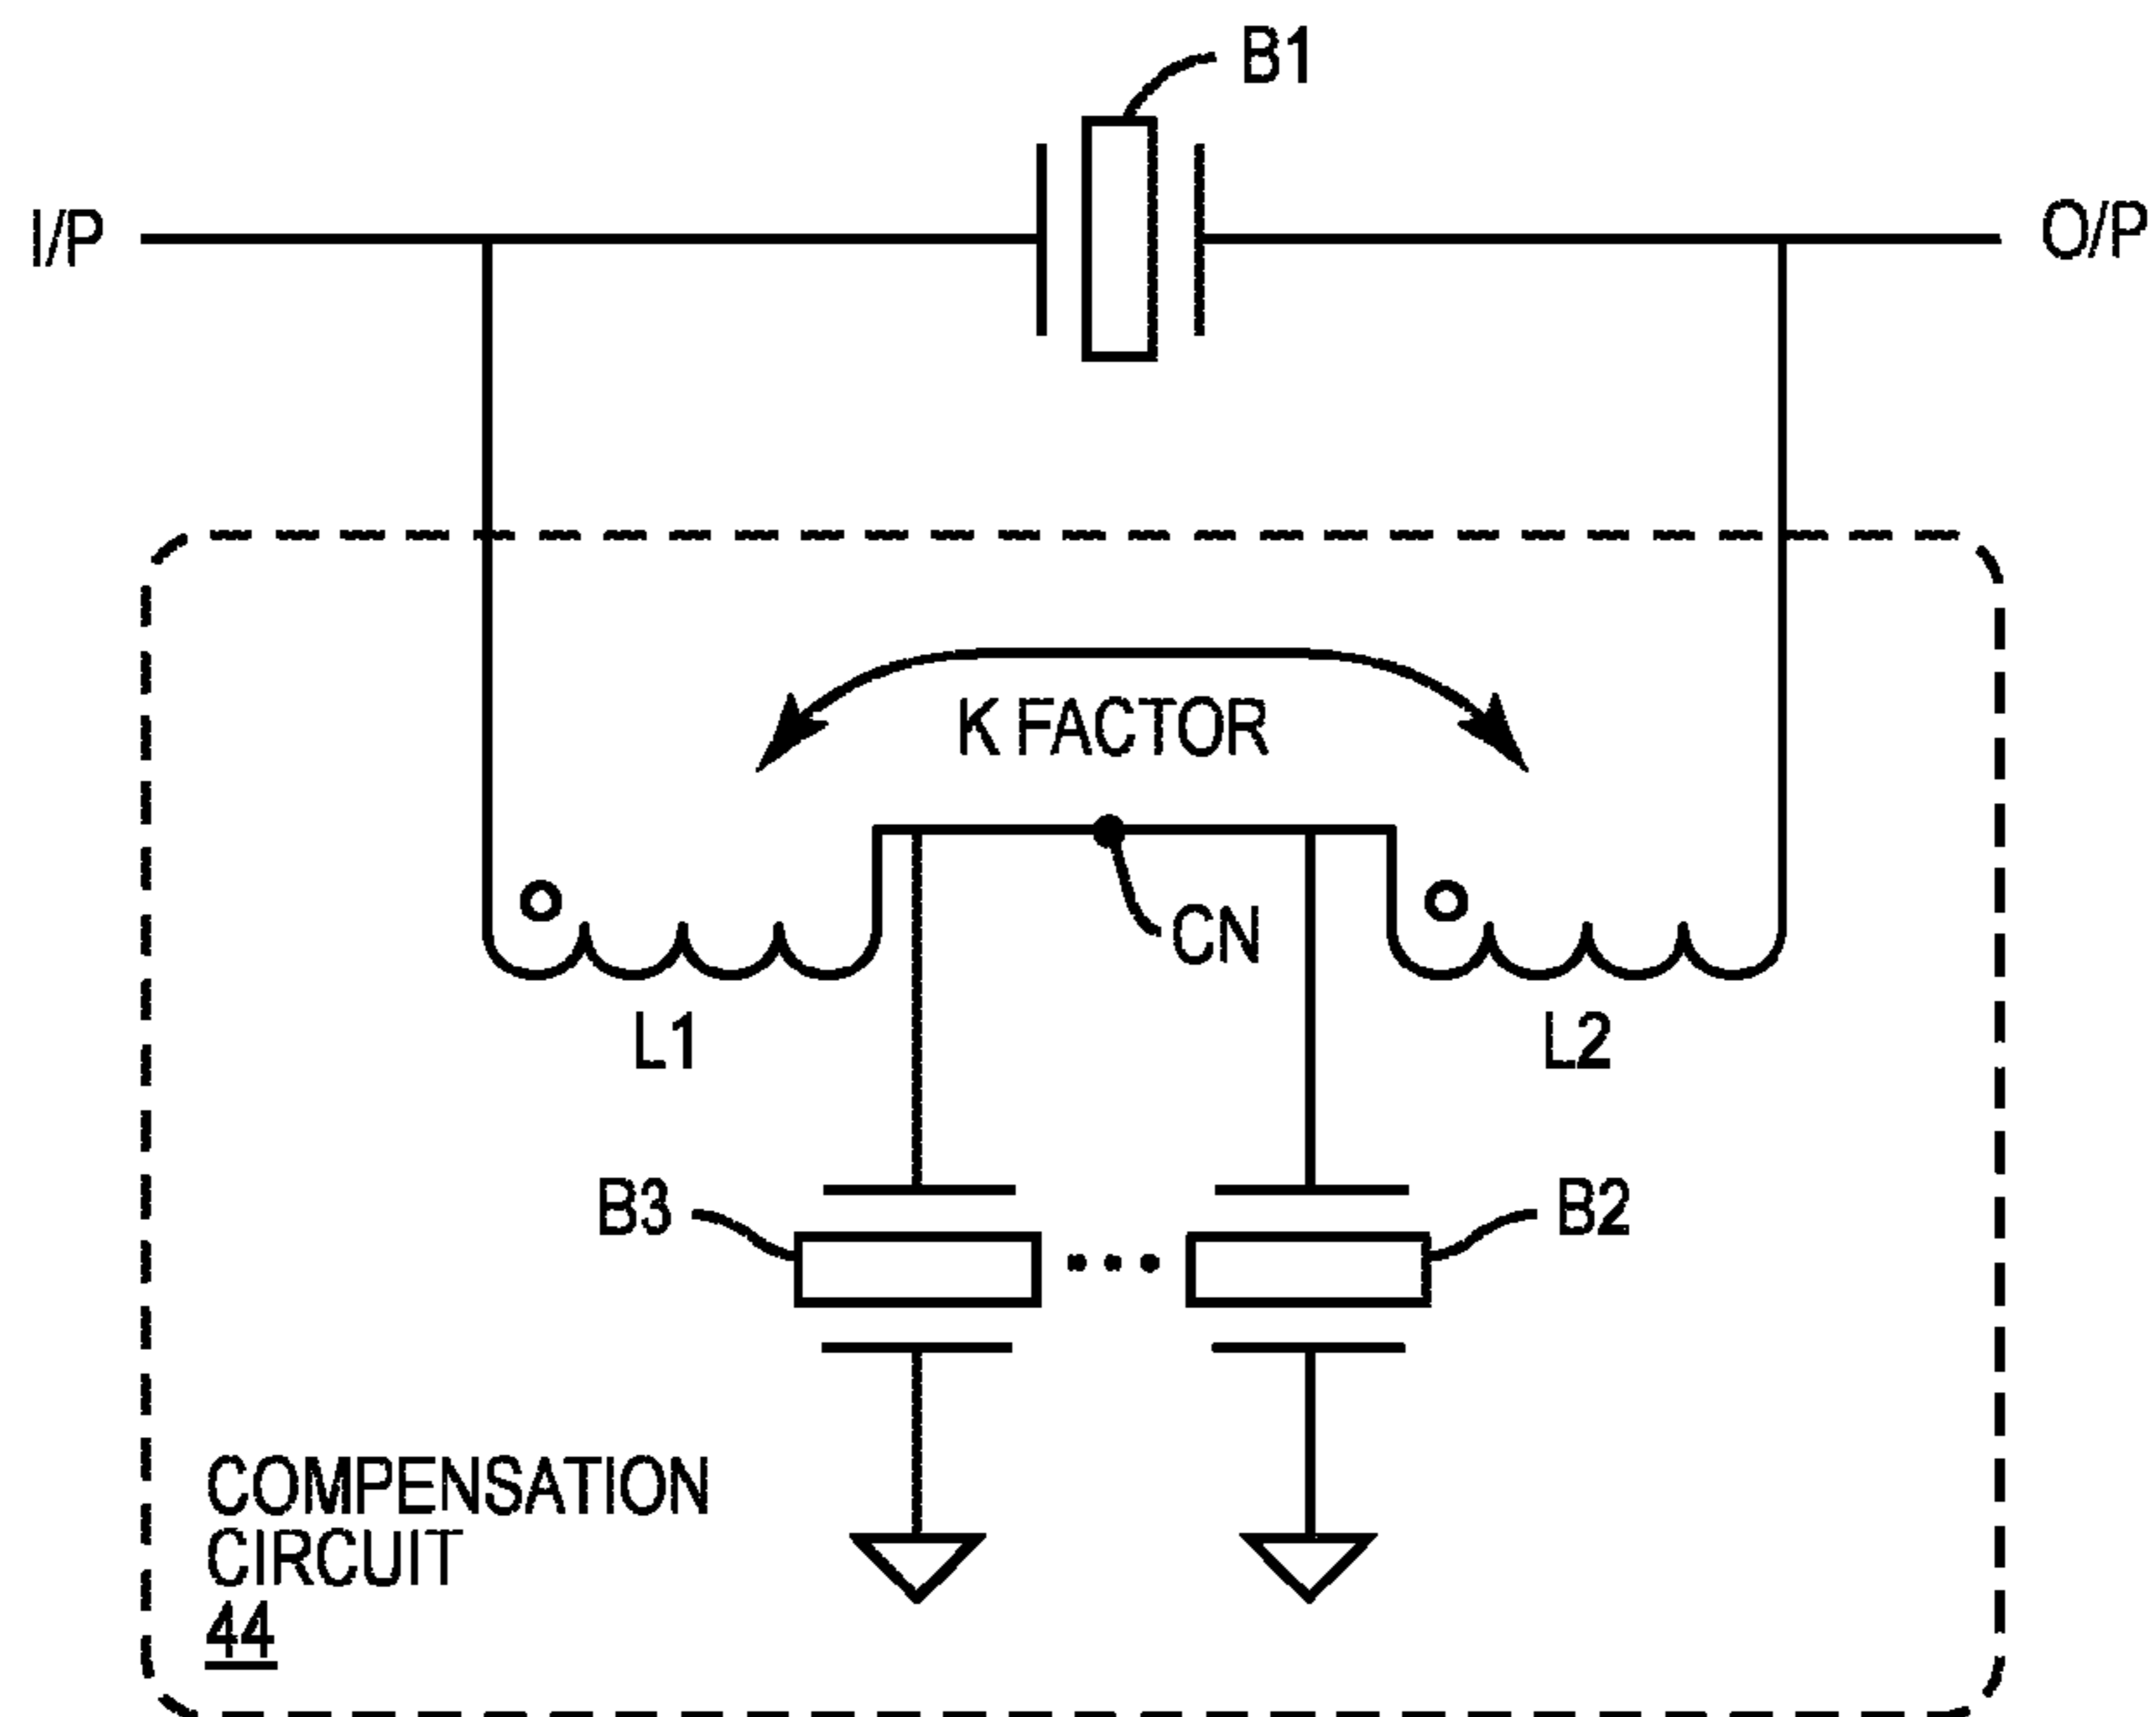 B1
I/P
O/P
K FACTOR
CN
L1
L2
B3
B2
COMPENSATION
CIRCUIT
44